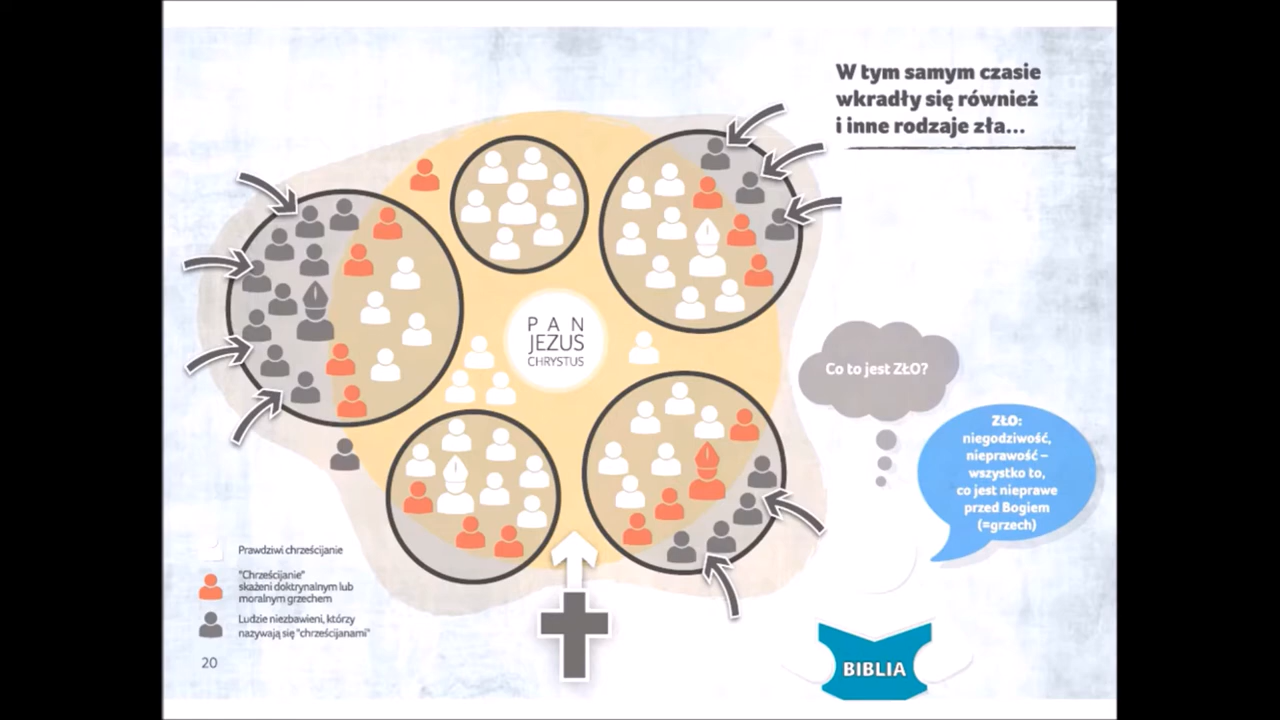 W tym samym czasie
wkradły się również
i inne rodzaje zła...
PAN
JEZUS
CHRYSTUS
Co to jest ZŁO?
ZŁO:
niegodziwość,
nieprawość –
wszystko to,
co jest nieprawe
przed Bogiem
(=grzech)
Prawdziwi chrześcijanie
"Chrześcijanie"
skażeni doktrynalnym lub
moralnym grzechem
Ludzie niezbawieni, którzy
nazywają się "chrześcijanami"
20
BIBLIA